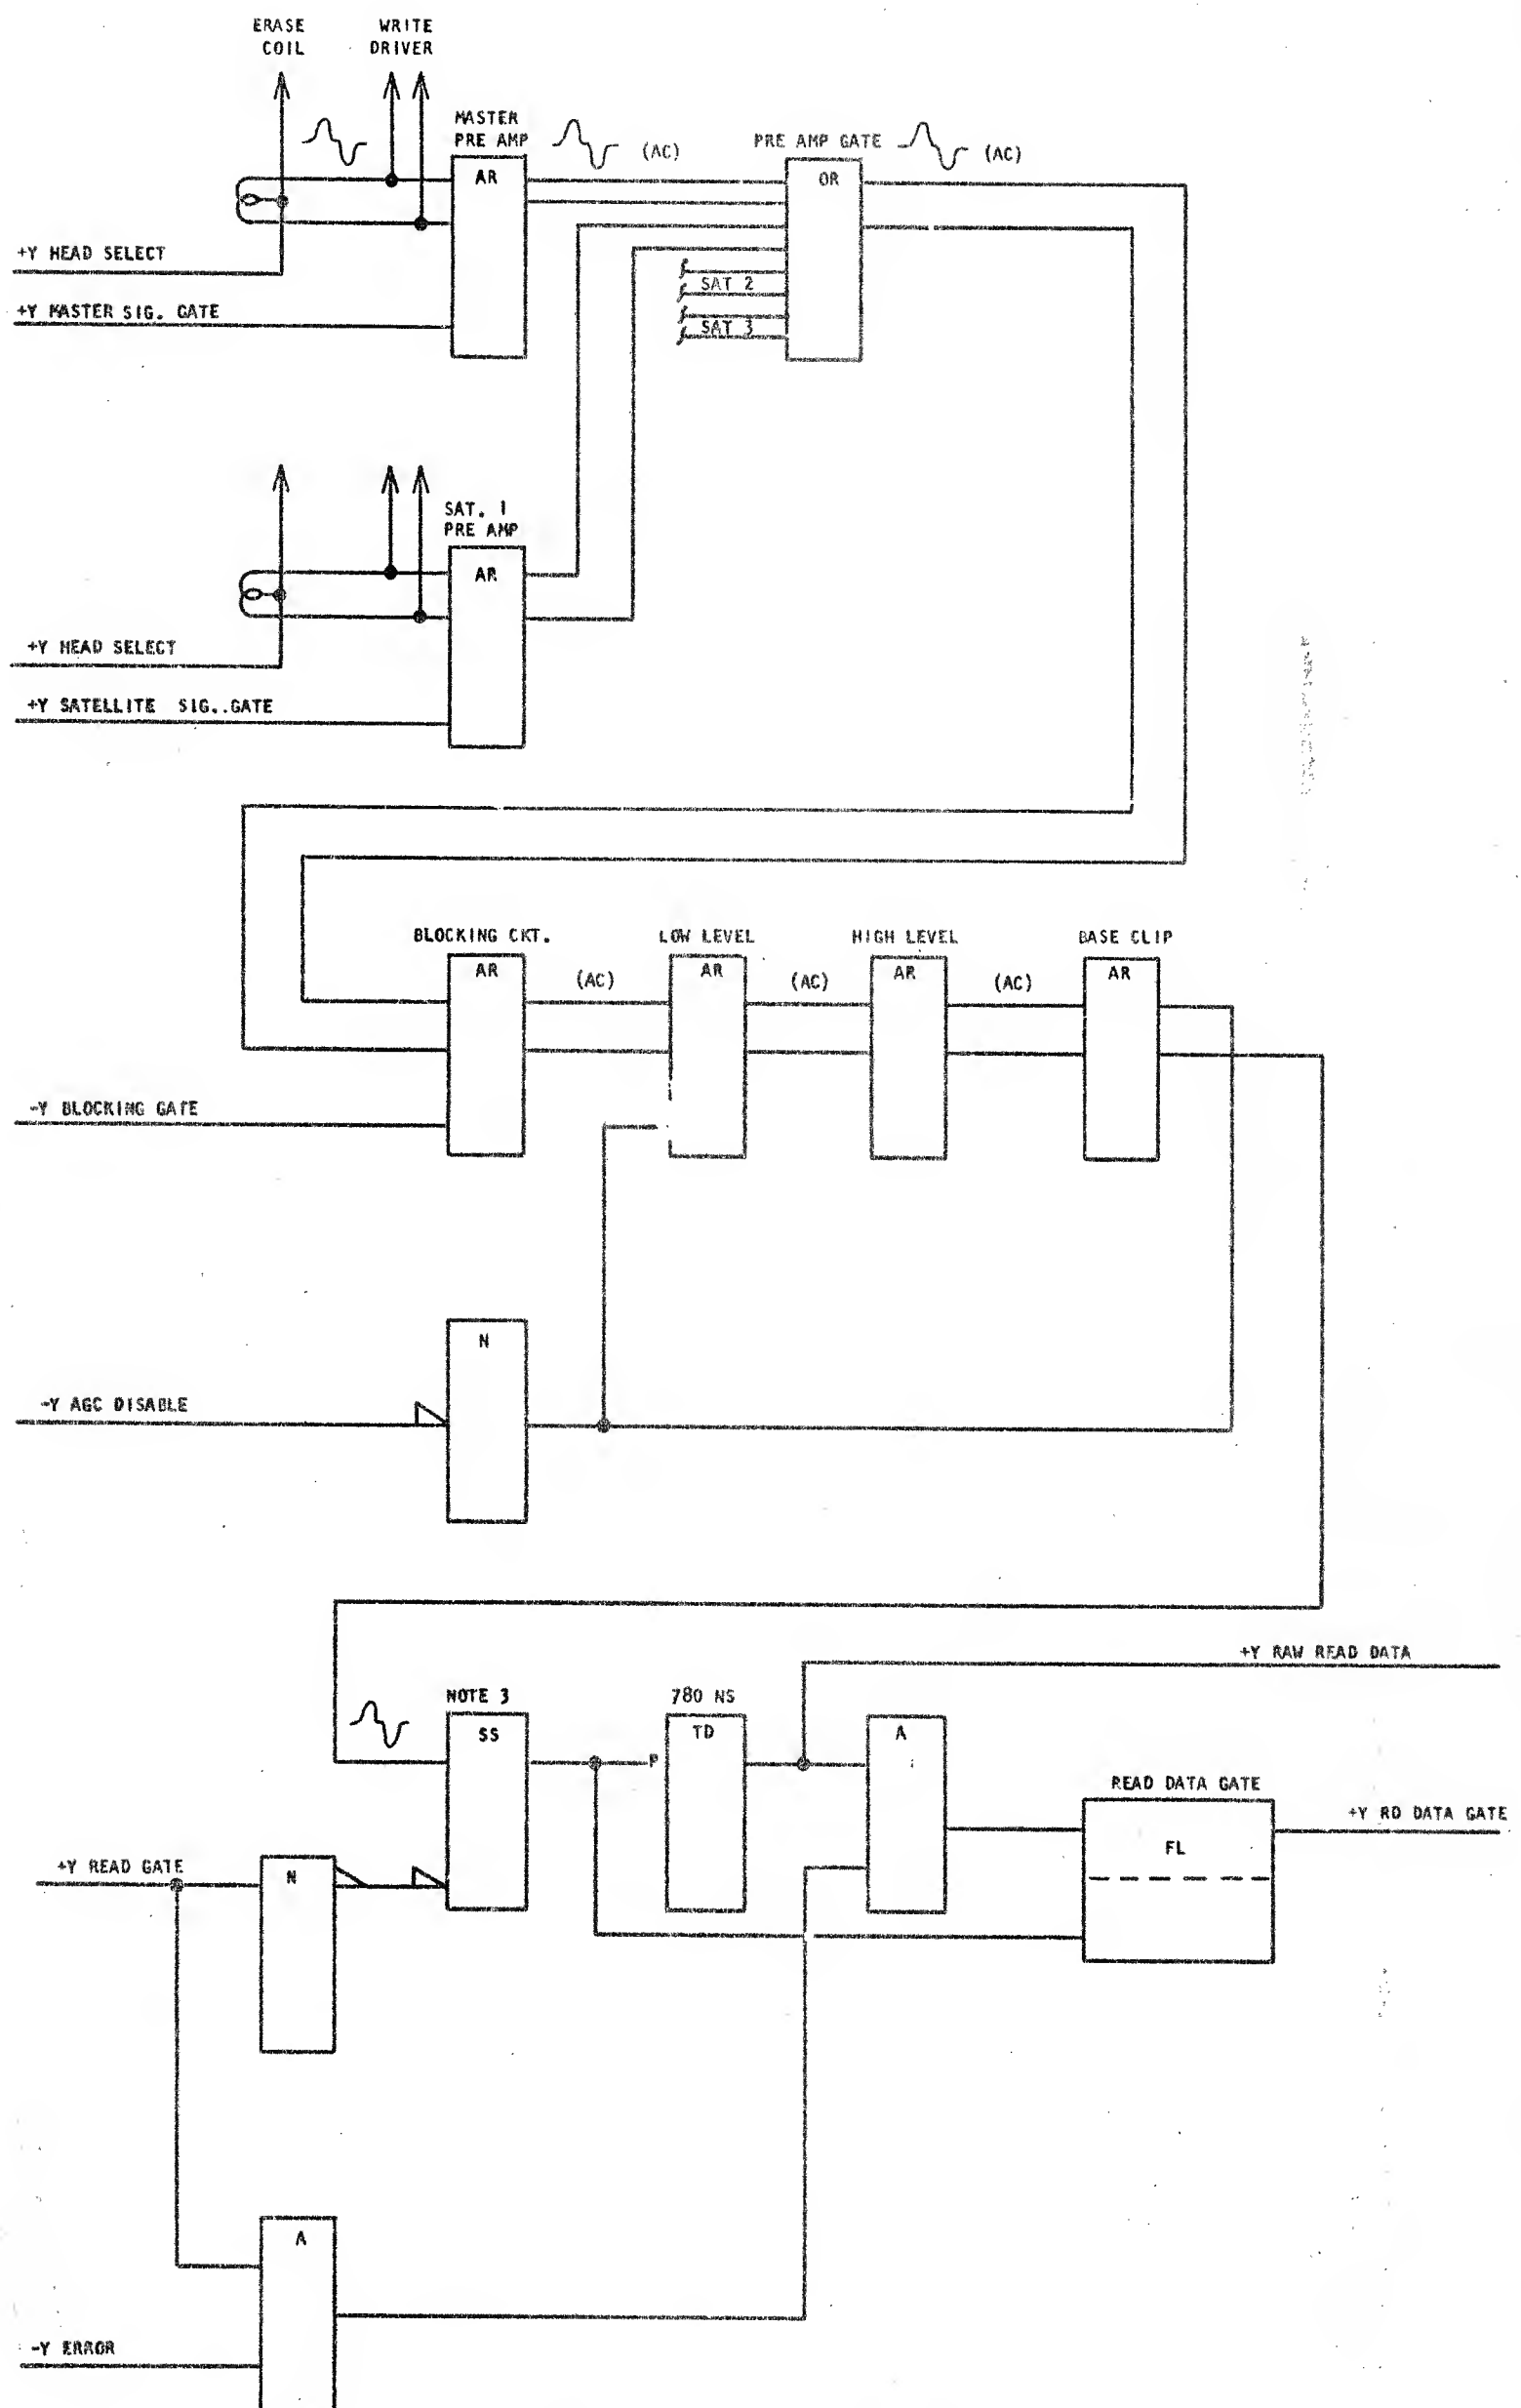 ERASE COIL
WRITE DRIVER
MASTER PRE AMP
(AC)
PRE AMP GATE
(AC)
AR
OR
+Y HEAD SELECT
SAT 2
+Y MASTER SIG. GATE
SAT 3
SAT. 1 PRE AMP
AR
+Y HEAD SELECT
+Y SATELLITE SIG..GATE
BLOCKING CKT.
LOW LEVEL
HIGH LEVEL
BASE CLIP
AR
(AC)
AR
(AC)
AR
(AC)
AR
-Y BLOCKING GATE
N
-Y AGC DISABLE
+Y RAW READ DATA
NOTE 3
780 NS
SS
TD
A
P
READ DATA GATE
+Y RD DATA GATE
FL
+Y READ GATE
N
A
-Y ERROR